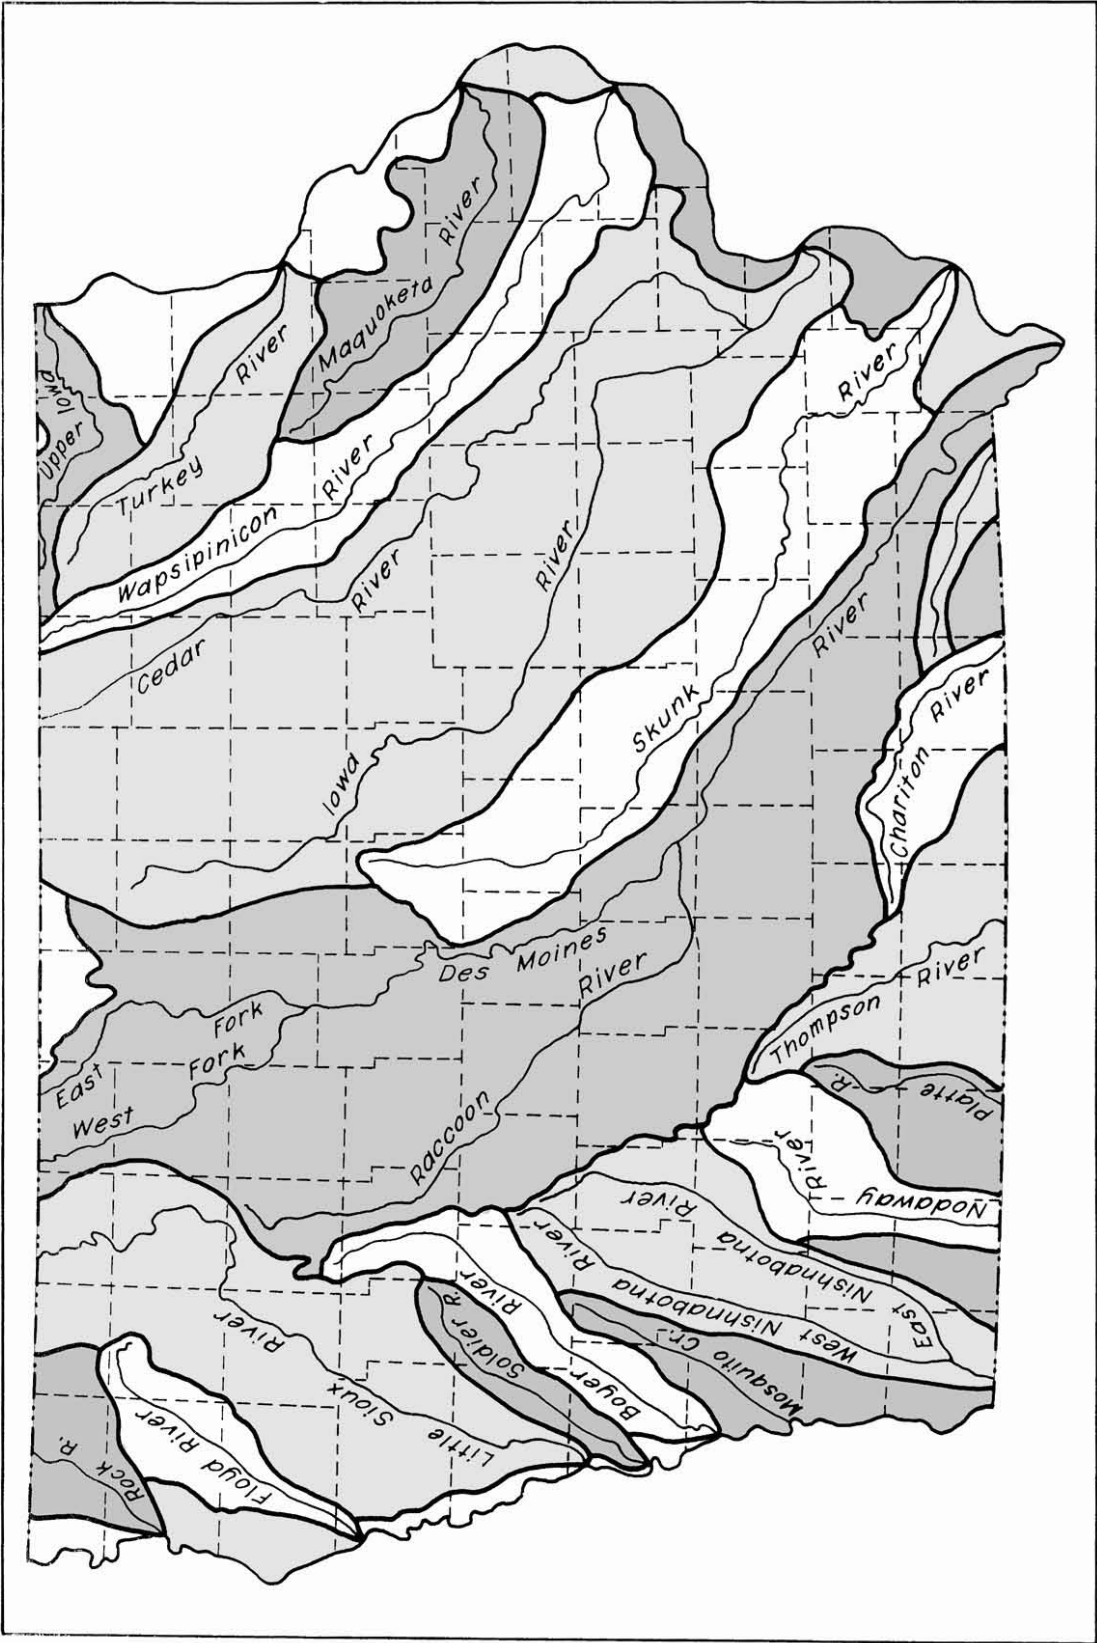 Upper Iowa
Turkey River
Maquoketa River
Wapsipinicon River
Cedar River
Iowa River
Skunk River
River
Des Moines
East Fork
West Fork
Raccoon River
Chariton River
Thompson River
Platte R.
Nodaway River
East Nishnabotna River
West Nishnabotna River
Mosquito Cr.
Boyer River
Soldier R.
Little Sioux River
Floyd River
Rock R.